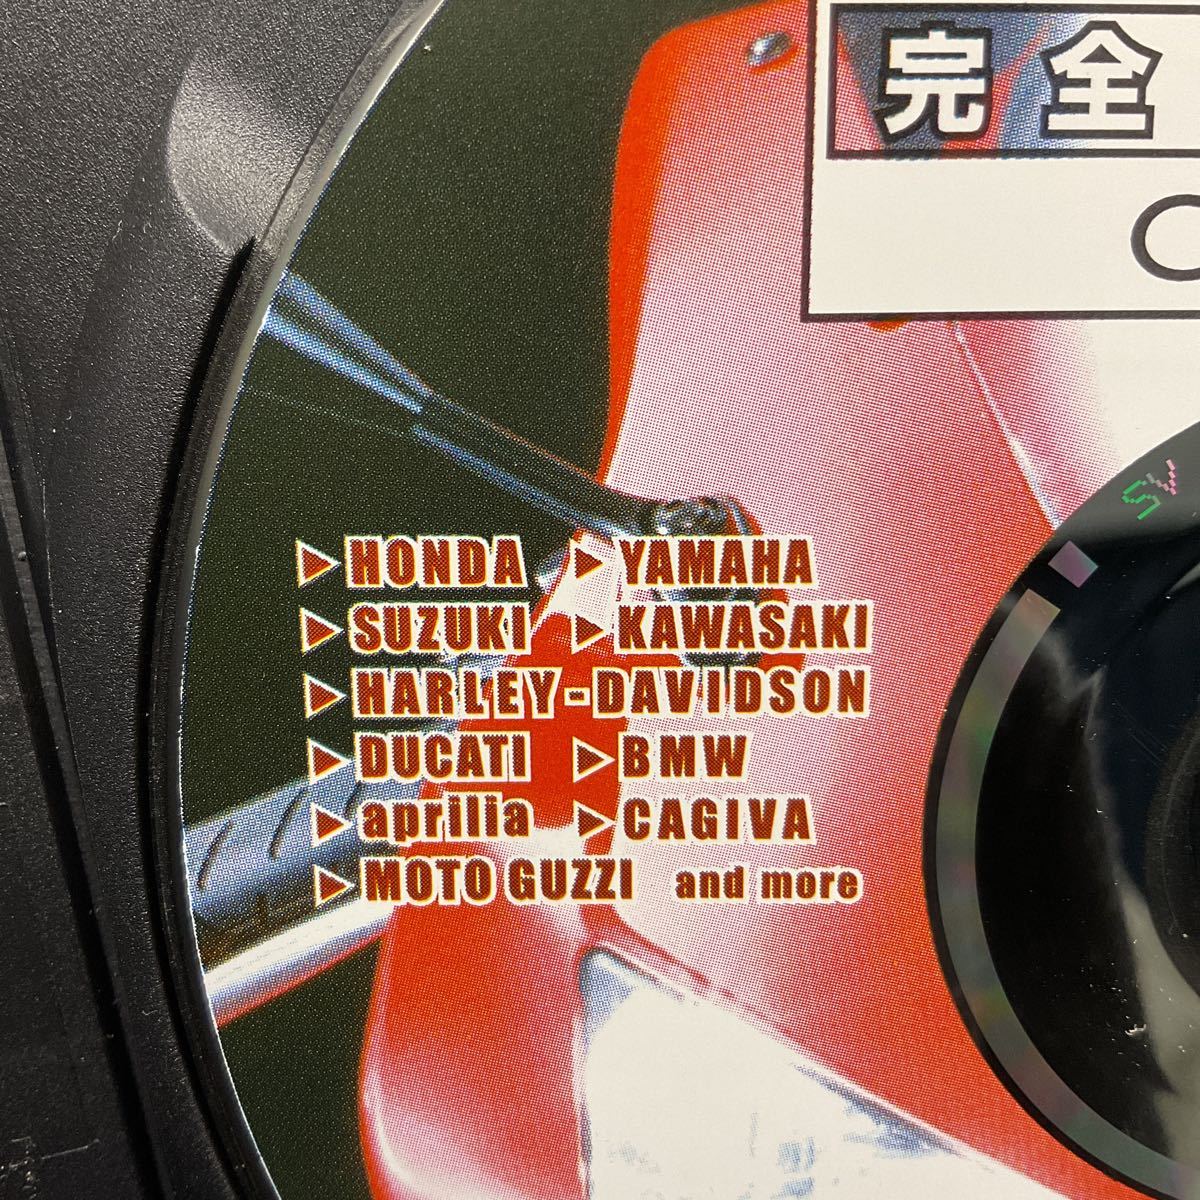 完全
▶HONDA ▶YAMAHA
▶SUZUKI ▶KAWASAKI
▶HARLEY-DAVIDSON
▶DUCATI ▶BMW
▶aprilia ▶CAGIVA
▶MOTO GUZZI and more